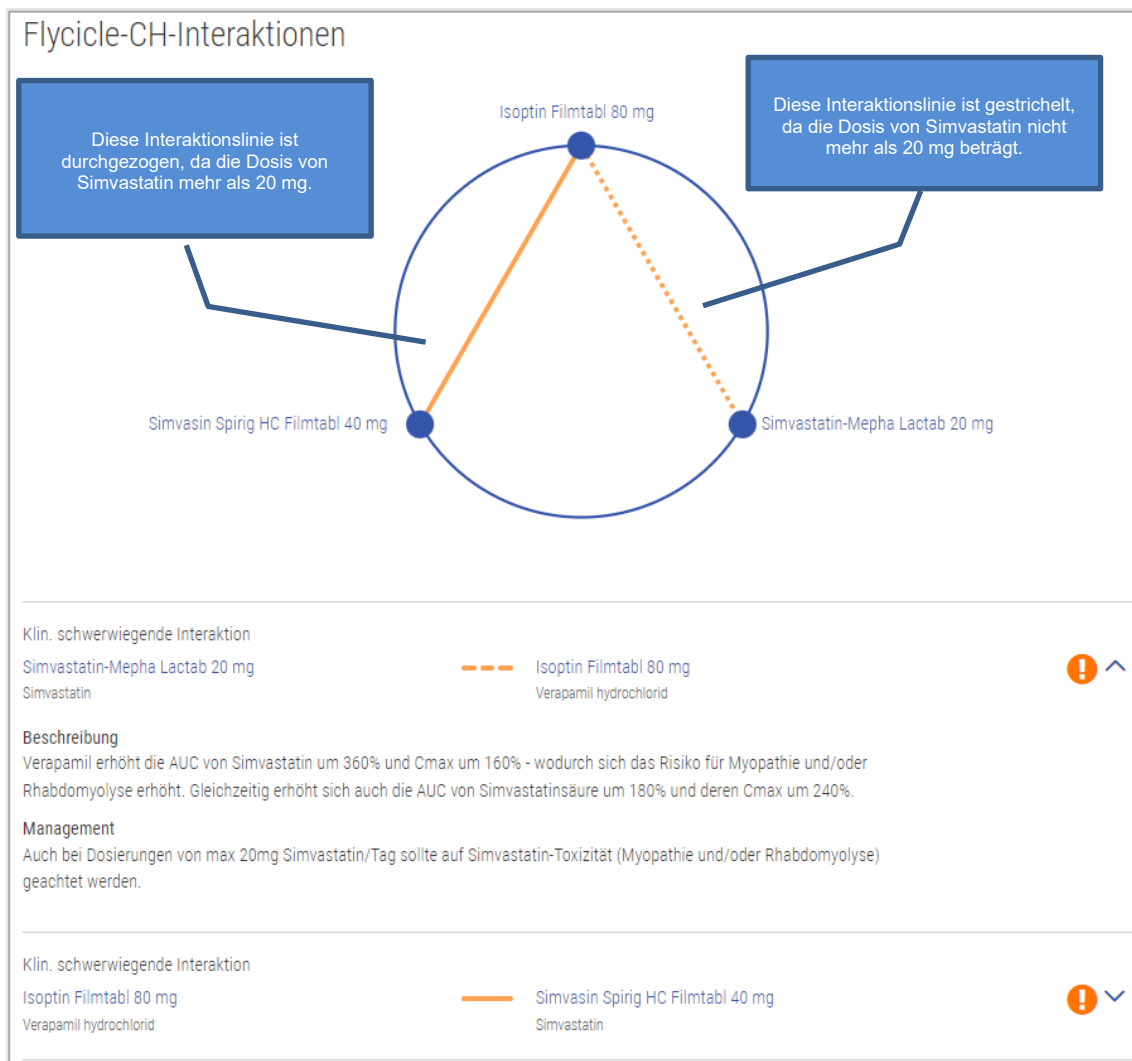 Flycicle-CH-Interaktionen
Diese Interaktionslinie ist
durchgezogen, da die Dosis von
Simvastatin mehr als 20 mg.
Isoptin Filmtabl 80 mg
Diese Interaktionslinie ist gestrichelt,
da die Dosis von Simvastatin nicht
mehr als 20 mg beträgt.
Simvasin Spirig HC Filmtabl 40 mg
Simvastatin-Mepha Lactab 20 mg
Klin. schwerwiegende Interaktion
Simvastatin-Mepha Lactab 20 mg
Isoptin Filmtabl 80 mg
Simvastatin
Verapamil hydrochlorid
Beschreibung
Verapamil erhöht die AUC von Simvastatin um 360% und Cmax um 160% - wodurch sich das Risiko für Myopathie und/oder
Rhabdomyolyse erhöht. Gleichzeitig erhöht sich auch die AUC von Simvastatinsäure um 180% und deren Cmax um 240%.
Management
Auch bei Dosierungen von max 20mg Simvastatin/Tag sollte auf Simvastatin-Toxizität (Myopathie und/oder Rhabdomyolyse)
geachtet werden.
Klin. schwerwiegende Interaktion
Isoptin Filmtabl 80 mg
Simvasin Spirig HC Filmtabl 40 mg
Verapamil hydrochlorid
Simvastatin